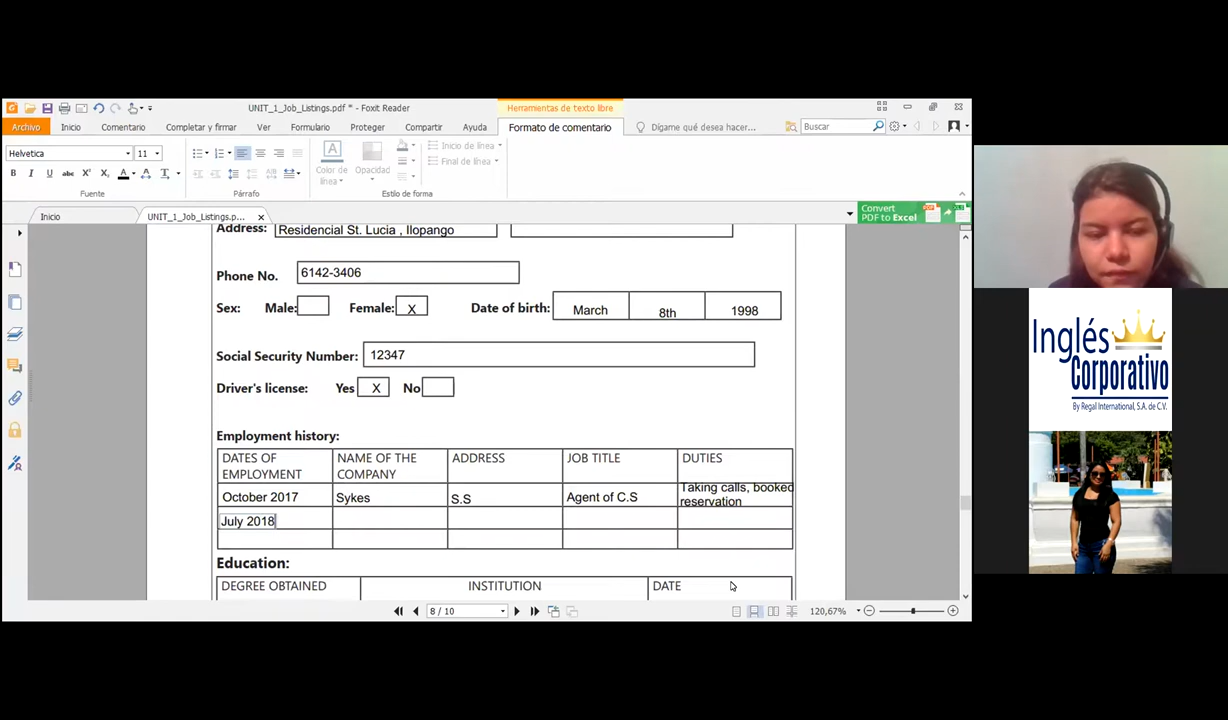 UNIT_1_Job_Listings.pdf * - Foxit Reader
Herramientas de texto libre
Archivo Inicio Comentario Completar y firmar Ver Formulario Proteger Compartir Ayuda Formato de comentario Dígame qué desea hacer... Buscar
Helvetica 11 Inicio de línea
Color de línea Opacidad Final de línea
Fuente Párrafo Estilo de forma
Inicio UNIT_1_Job_Listings.p... Convert PDF to Excel
Address: Residencial St. Lucia , Ilopango
Phone No. 6142-3406
Sex: Male: Female: X Date of birth: March 8th 1998
Social Security Number: 12347
Driver's license: Yes X No
Employment history:
DATES OF EMPLOYMENT NAME OF THE COMPANY ADDRESS JOB TITLE DUTIES
October 2017 Sykes S.S Agent of C.S Taking calls, booked reservation
July 2018
Education:
DEGREE OBTAINED INSTITUTION DATE
8 / 10 120,67%
Inglés
Corporativo
By Regal International, S.A. de C.V.